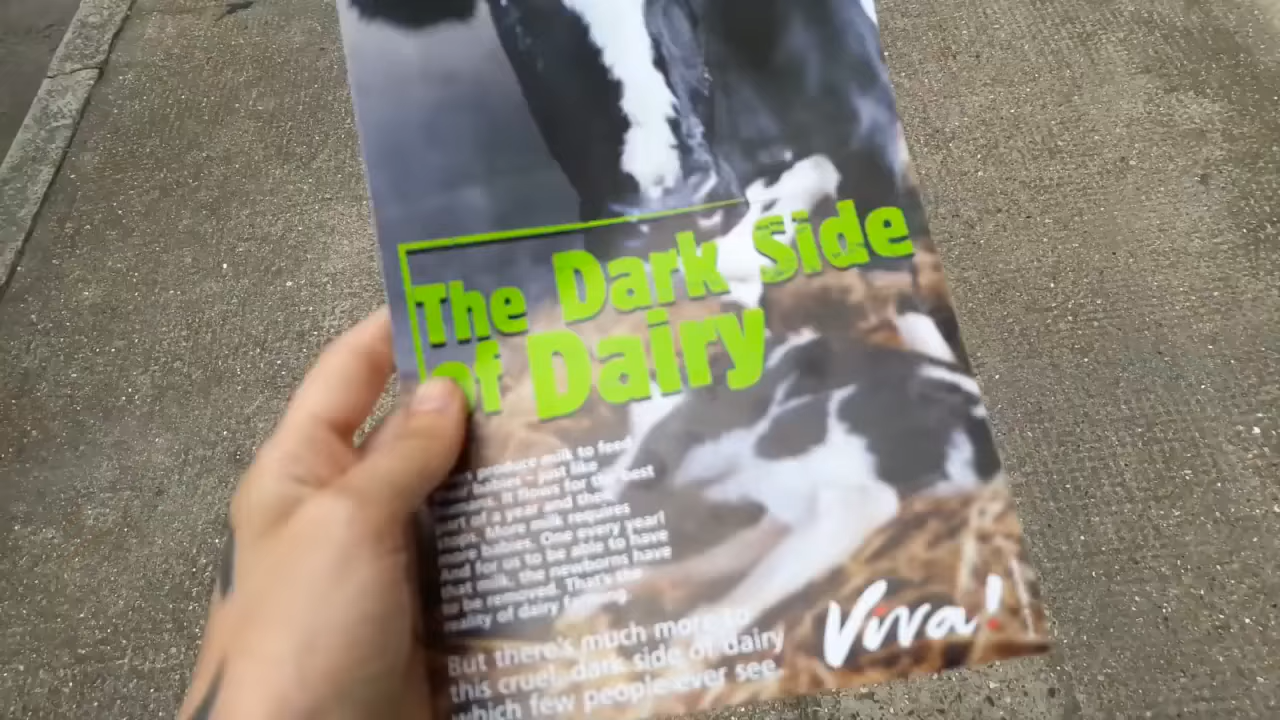 The Dark Side
of Dairy
produce milk to feed
babies - just like
It flows for the best
part of a year and then
stops. More milk requires
more babies. One every year!
And for us to be able to have
that milk, the newborns have
to be removed. That's the
reality of dairy farming.
But there's much more to
this cruel, dark side of dairy
which few people ever see.
Viva!